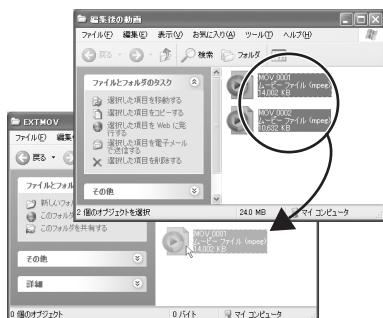 編集後の動画
ファイル(F) 編集(E) 表示(V) お気に入り(A) ツール(T) ヘルプ(H)
戻る 検索 フォルダ
ファイルとフォルダのタスク
選択した項目を移動する
選択した項目をコピーする
選択した項目を Web に発
行する
選択した項目を電子メール
で送信する
選択した項目を削除する
その他
MOV_0001
ムービー ファイル (mpeg)
14,002 KB
MOV_0002
ムービー ファイル (mpeg)
10,632 KB
2 個のオブジェクトを選択 24.0 MB マイ コンピュータ
EXTMOV
ファイル(F) 編集
戻る
ファイルとフォル
新しいフォ
このフォル
このフォルダを共有する
その他
詳細
MOV_0001
ムービー ファイル (mpeg)
14,002 KB
0 個のオブジェクト 0 バイト マイ コンピュータ